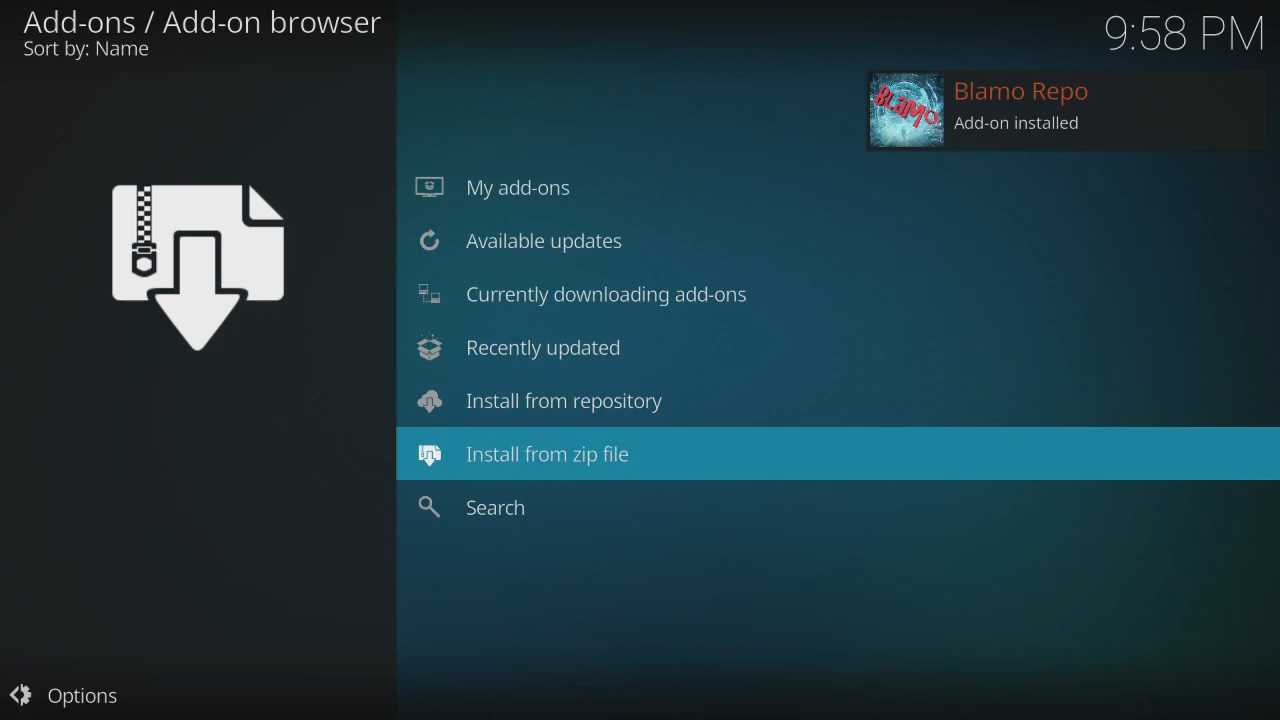 Add-ons / Add-on browser
Sort by: Name
9:58 PM
BLAMO
Blamo Repo
Add-on installed
My add-ons
Available updates
Currently downloading add-ons
Recently updated
Install from repository
Install from zip file
Search
Options